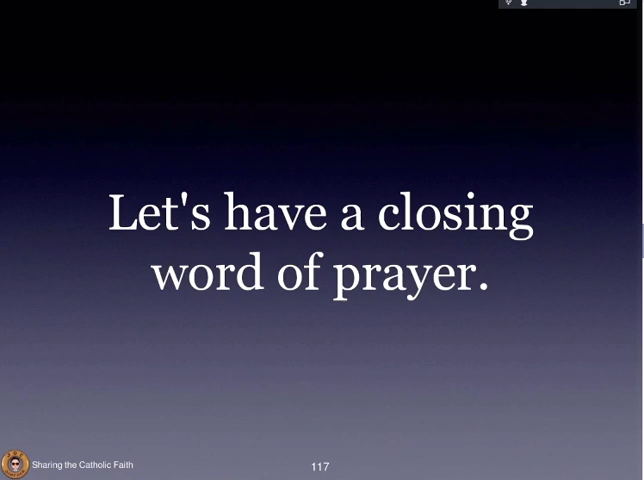 Let's have a closing
word of prayer.
Sharing the Catholic Faith
117